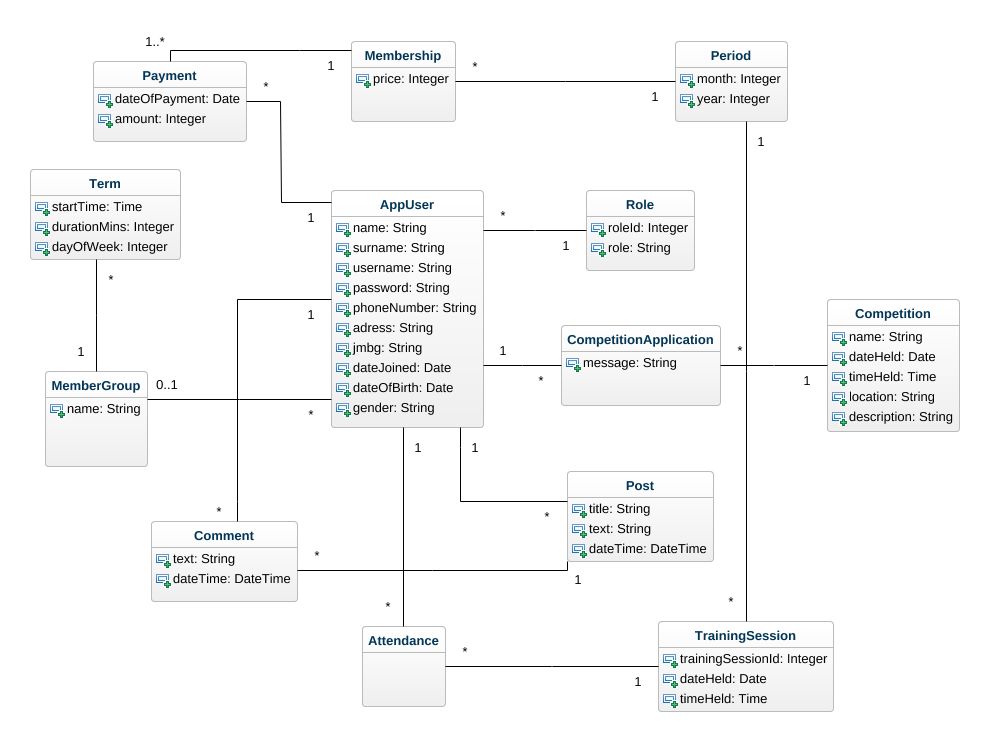 1..*
Membership
1
price: Integer
*
Period
1
month: Integer
year: Integer
Payment
dateOfPayment: Date
amount: Integer
*
1
1
Term
startTime: Time
durationMins: Integer
dayOfWeek: Integer
*
1
AppUser
name: String
surname: String
username: String
password: String
phoneNumber: String
adress: String
jmbg: String
dateJoined: Date
dateOfBirth: Date
gender: String
*
1
Role
roleId: Integer
role: String
1
1
*
CompetitionApplication
message: String
*
1
Competition
name: String
dateHeld: Date
timeHeld: Time
location: String
description: String
MemberGroup
name: String
0..1
*
1
1
*
Post
title: String
text: String
dateTime: DateTime
*
Comment
text: String
dateTime: DateTime
*
1
*
Attendance
*
1
*
TrainingSession
trainingSessionId: Integer
dateHeld: Date
timeHeld: Time